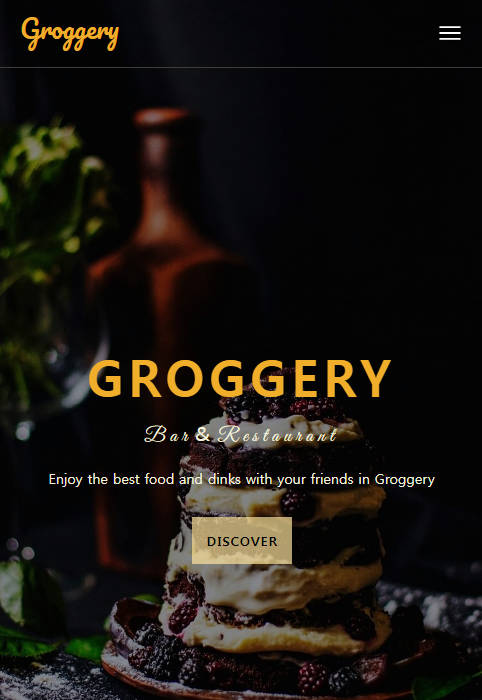 Groggery
GROGGERY
Bar & Restaurant
Enjoy the best food and dinks with your friends in Groggery
DISCOVER